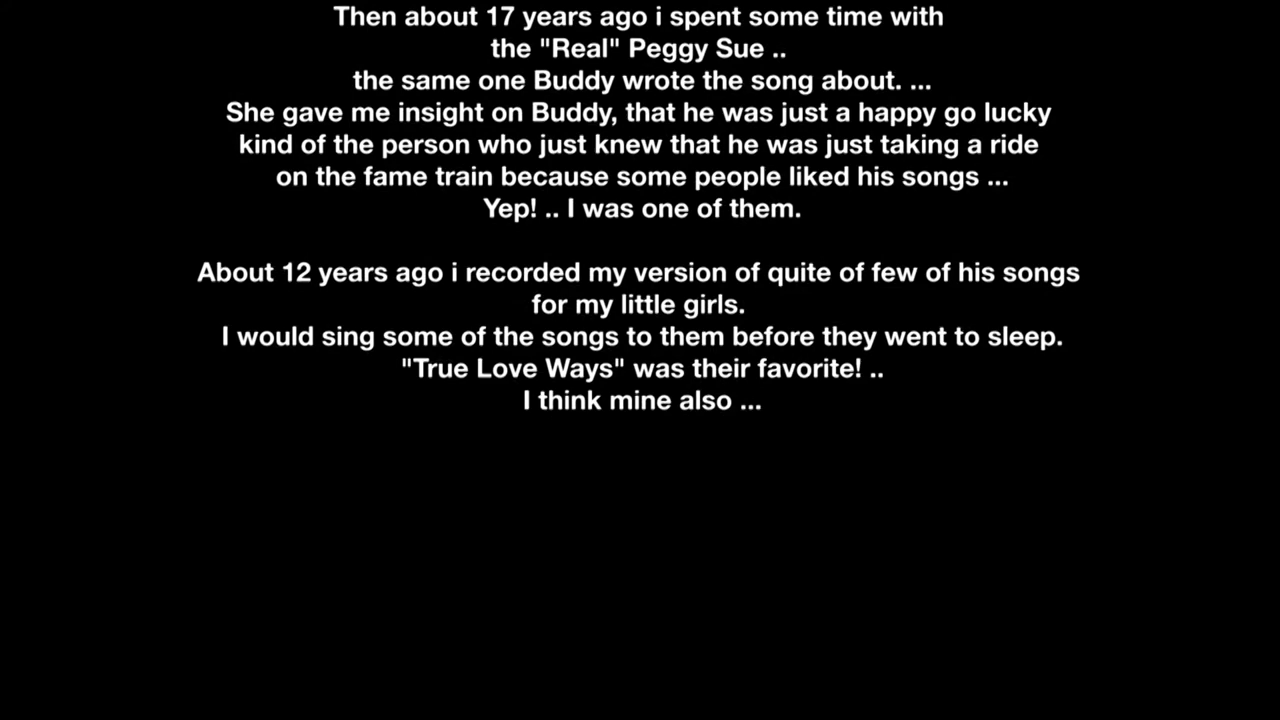 Then about 17 years ago i spent some time with
the "Real" Peggy Sue ..
the same one Buddy wrote the song about. ...
She gave me insight on Buddy, that he was just a happy go lucky
kind of the person who just knew that he was just taking a ride
on the fame train because some people liked his songs ...
Yep! .. I was one of them.
About 12 years ago i recorded my version of quite of few of his songs
for my little girls.
I would sing some of the songs to them before they went to sleep.
"True Love Ways" was their favorite! ..
I think mine also ...